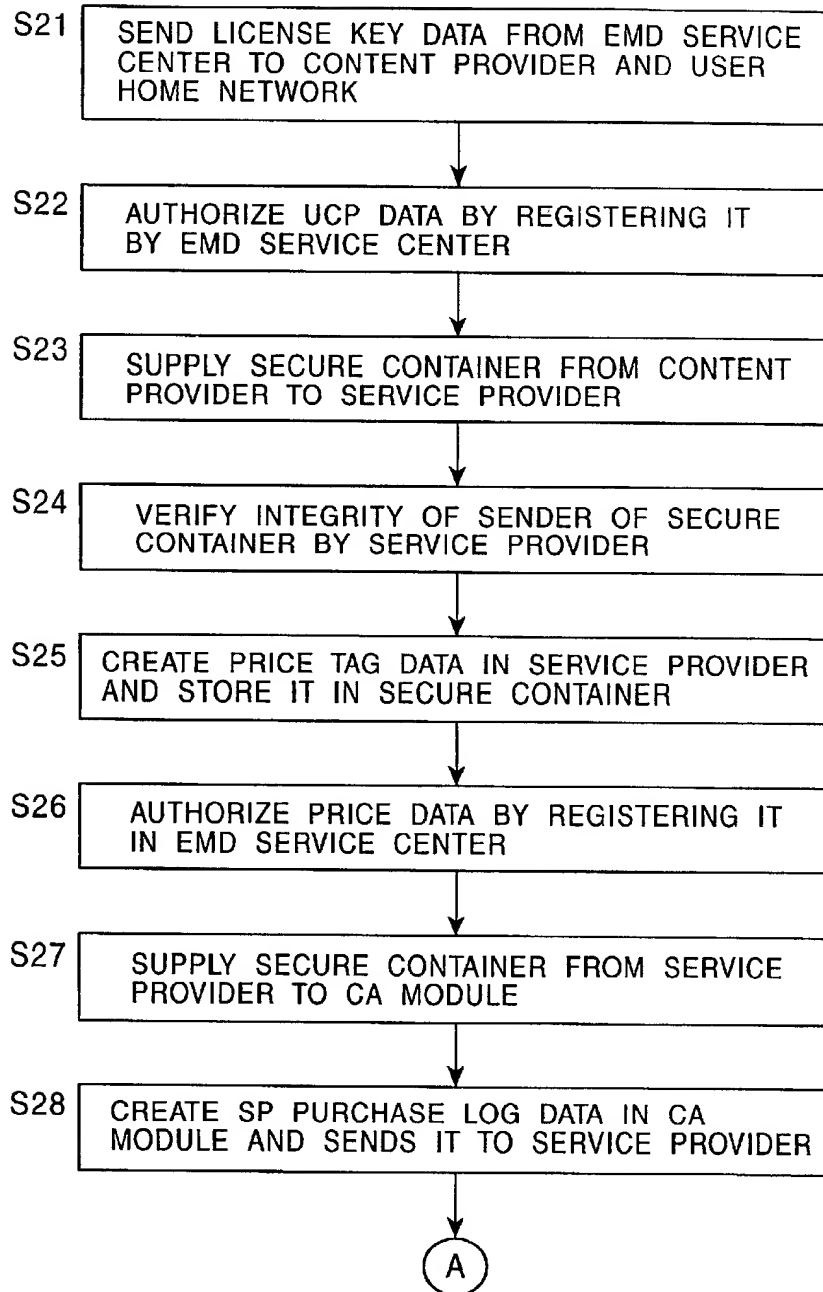 S21
SEND LICENSE KEY DATA FROM EMD SERVICE
CENTER TO CONTENT PROVIDER AND USER
HOME NETWORK
S22
AUTHORIZE UCP DATA BY REGISTERING IT
BY EMD SERVICE CENTER
S23
SUPPLY SECURE CONTAINER FROM CONTENT
PROVIDER TO SERVICE PROVIDER
S24
VERIFY INTEGRITY OF SENDER OF SECURE
CONTAINER BY SERVICE PROVIDER
S25
CREATE PRICE TAG DATA IN SERVICE PROVIDER
AND STORE IT IN SECURE CONTAINER
S26
AUTHORIZE PRICE DATA BY REGISTERING IT
IN EMD SERVICE CENTER
S27
SUPPLY SECURE CONTAINER FROM SERVICE
PROVIDER TO CA MODULE
S28
CREATE SP PURCHASE LOG DATA IN CA
MODULE AND SENDS IT TO SERVICE PROVIDER
A